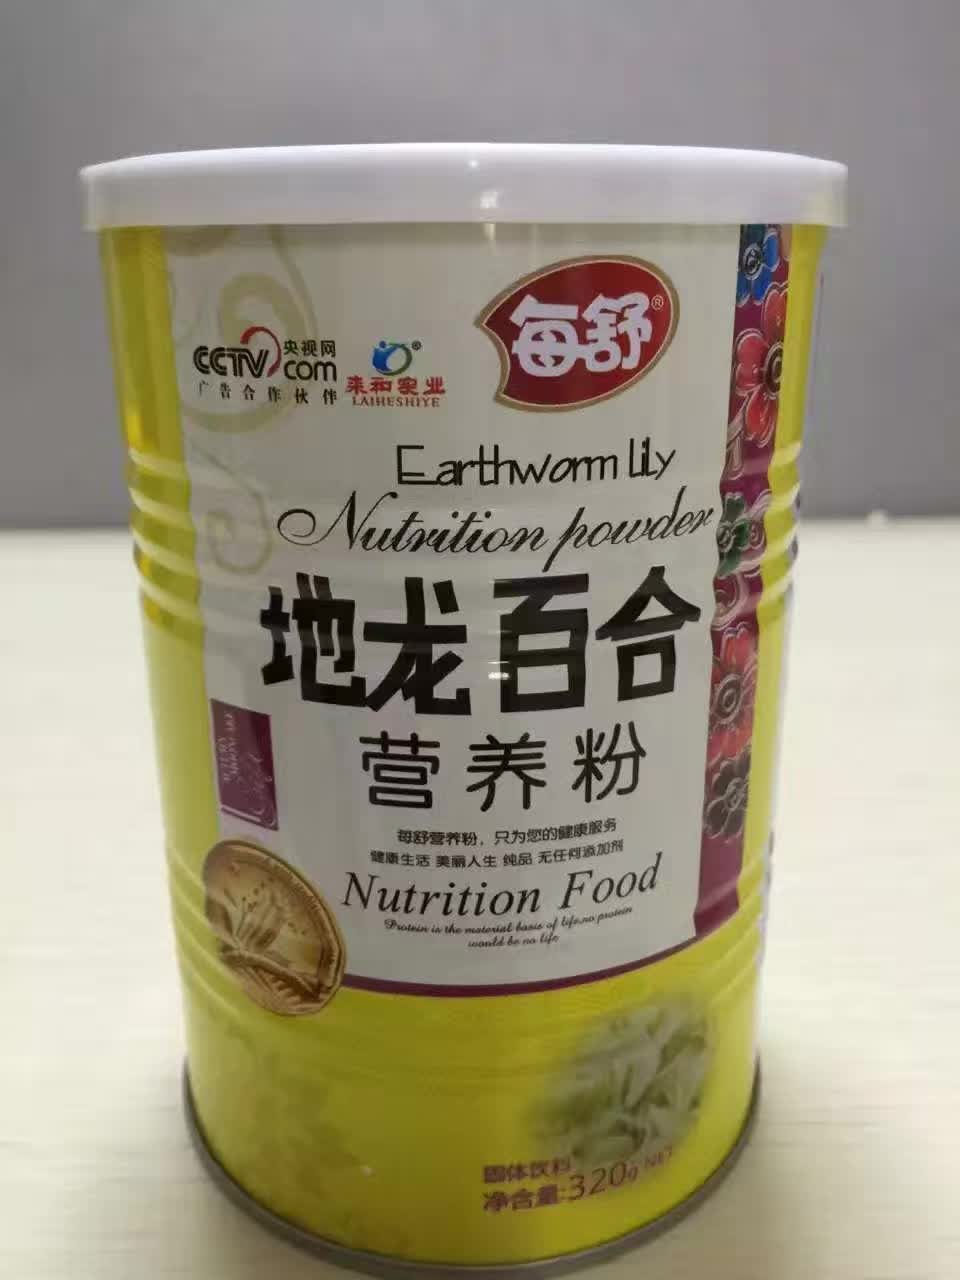 每舒®
CCTV.com 央视网
广告合作伙伴
®
来和实业
LAIHESHIYE
Earthworm lily
Nutrition powder
地龙百合
营养粉
每舒营养粉，只为您的健康服务
健康生活 美丽人生 纯品 无任何添加剂
Nutrition Food
Protein is the material basis of life,no protein
would be no life
固体饮料
净含量:320g NET